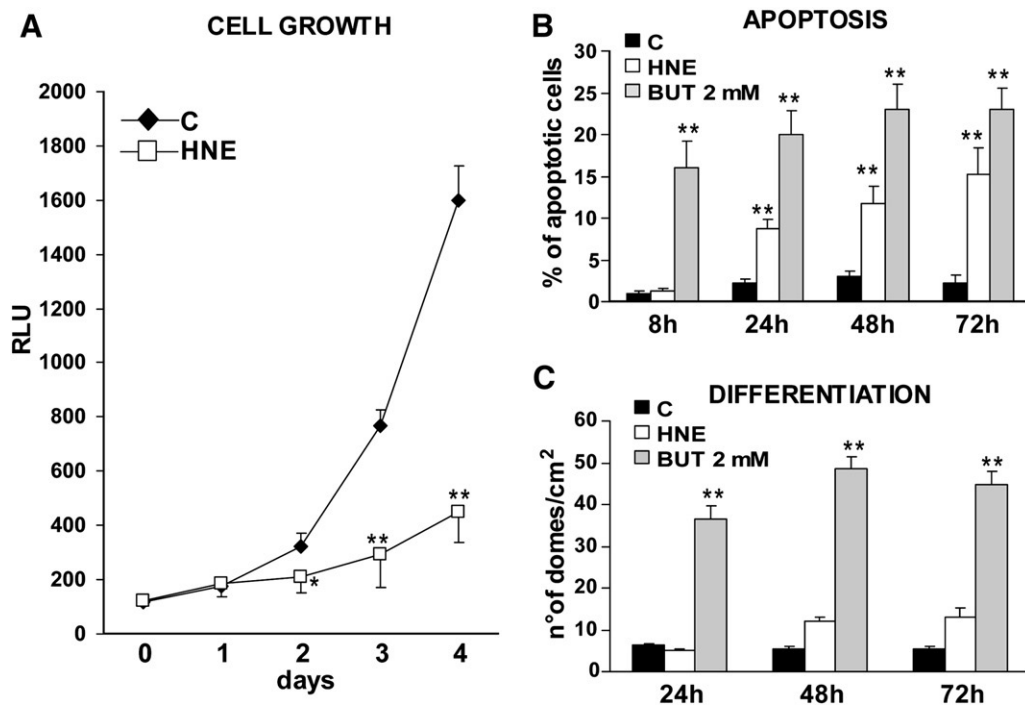 A
CELL GROWTH
2000
1800
1600
1400
1200
1000
800
600
400
200
0
RLU
C
HNE
*
**
**
0 1 2 3 4
days
B
APOPTOSIS
C
HNE
BUT 2 mM
30
25
20
15
10
5
0
% of apoptotic cells
** ** ** ** ** ** **
8h 24h 48h 72h
C
DIFFERENTIATION
C
HNE
BUT 2 mM
60
50
40
30
20
10
0
n°of domes/cm²
** ** **
24h 48h 72h